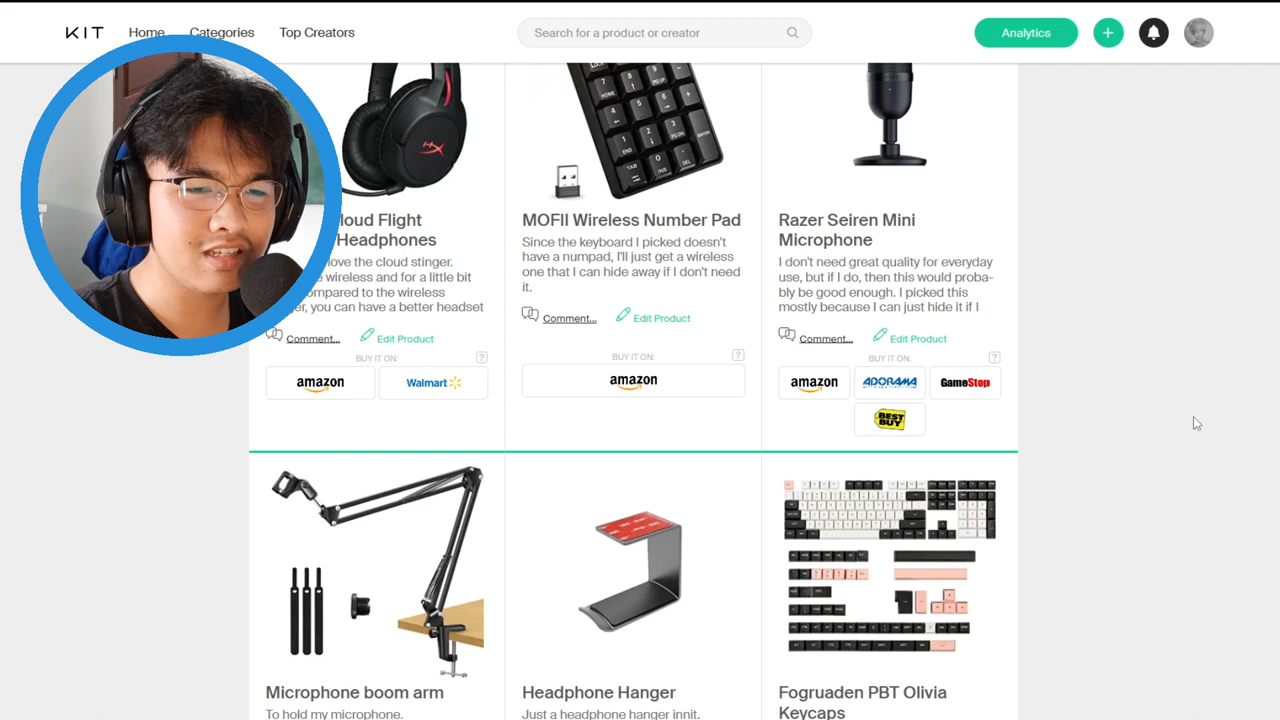 KIT Home Categories Top Creators Search for a product or creator Analytics +
loud Flight
Headphones
love the cloud stinger.
wireless and for a little bit
ompared to the wireless
r, you can have a better headset
Comment... Edit Product
BUY IT ON: ?
amazon Walmart
MOFII Wireless Number Pad
Since the keyboard I picked doesn't
have a numpad, I'll just get a wireless
one that I can hide away if I don't need
it.
Comment... Edit Product
BUY IT ON: ?
amazon
Razer Seiren Mini
Microphone
I don't need great quality for everyday
use, but if I do, then this would proba-
bly be good enough. I picked this
mostly because I can just hide it if I
Comment... Edit Product
BUY IT ON: ?
amazon ADORAMA GameStop
BEST BUY
Microphone boom arm
To hold my microphone.
Headphone Hanger
Just a headphone hanger innit.
Fogruaden PBT Olivia
Keycaps